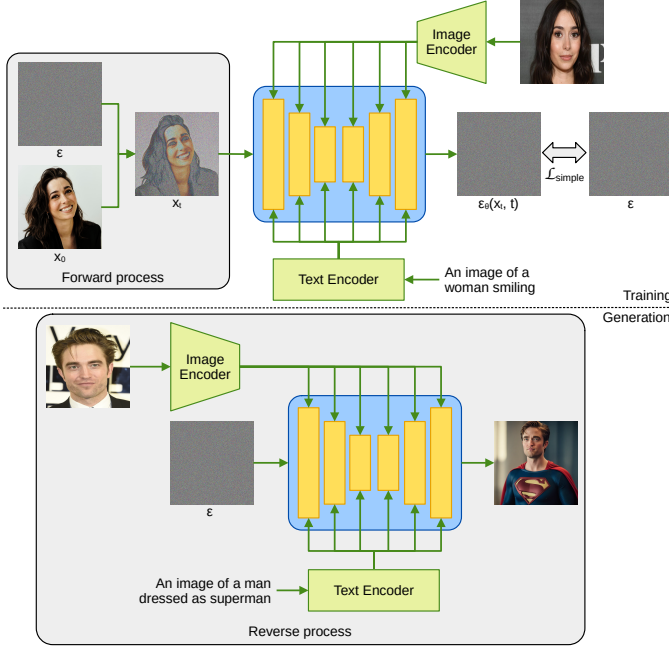 Image
Encoder
ε
x₀
xₜ
Forward process
εθ(xₜ, t)
ℒsimple
ε
Text Encoder
An image of a
woman smiling
Training
Generation
Image
Encoder
ε
An image of a man
dressed as superman
Text Encoder
Reverse process